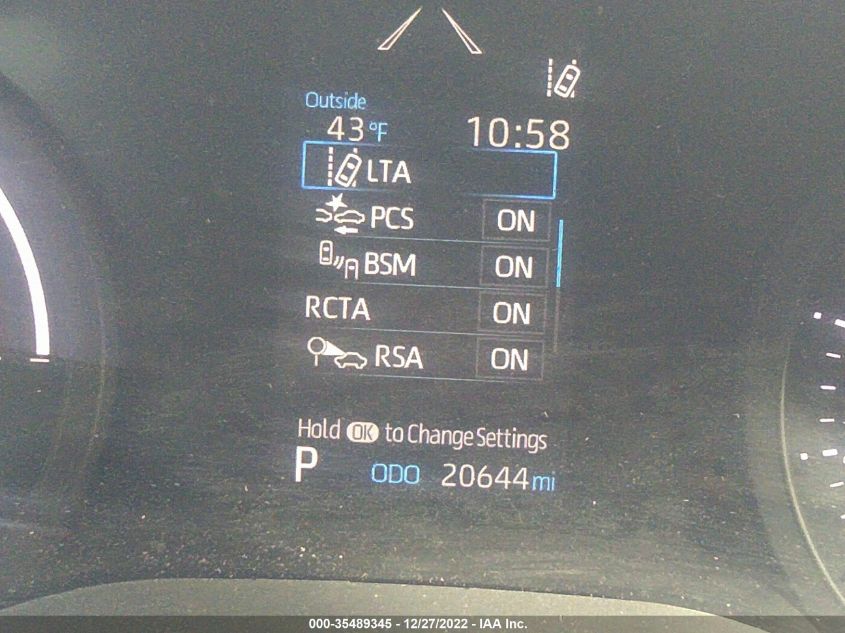 Outside
43 °F 10:58
LTA
PCS ON
BSM ON
RCTA ON
RSA ON
Hold OK to Change Settings
P ODO 20644 mi
000-35489345 - 12/27/2022 - IAA Inc.